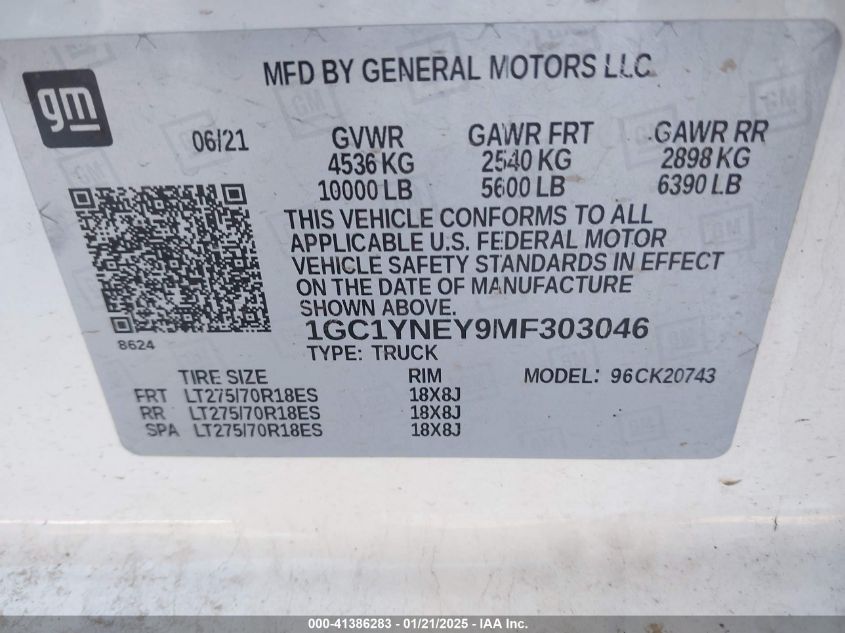 gm
MFD BY GENERAL MOTORS LLC
06/21 GVWR GAWR FRT GAWR RR
4536 KG 2540 KG 2898 KG
10000 LB 5600 LB 6390 LB
THIS VEHICLE CONFORMS TO ALL
APPLICABLE U.S. FEDERAL MOTOR
VEHICLE SAFETY STANDARDS IN EFFECT
ON THE DATE OF MANUFACTURE
SHOWN ABOVE.
1GC1YNEY9MF303046
8624
TYPE: TRUCK
TIRE SIZE RIM MODEL: 96CK20743
FRT LT275/70R18ES 18X8J
RR LT275/70R18ES 18X8J
SPA LT275/70R18ES 18X8J
000-41386283 - 01/21/2025 - IAA Inc.